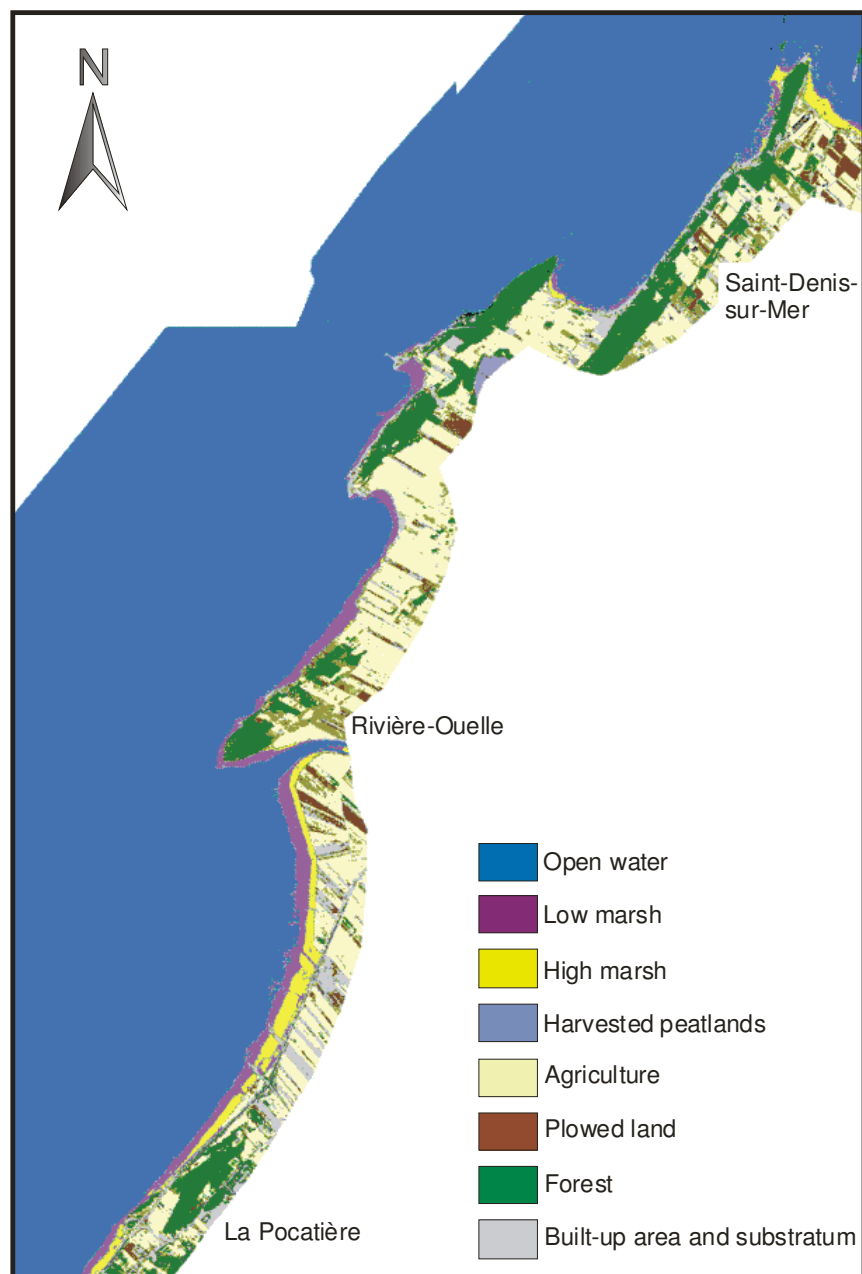 N
Saint-Denis-
sur-Mer
Rivière-Ouelle
Open water
Low marsh
High marsh
Harvested peatlands
Agriculture
Plowed land
Forest
La Pocatière
Built-up area and substratum